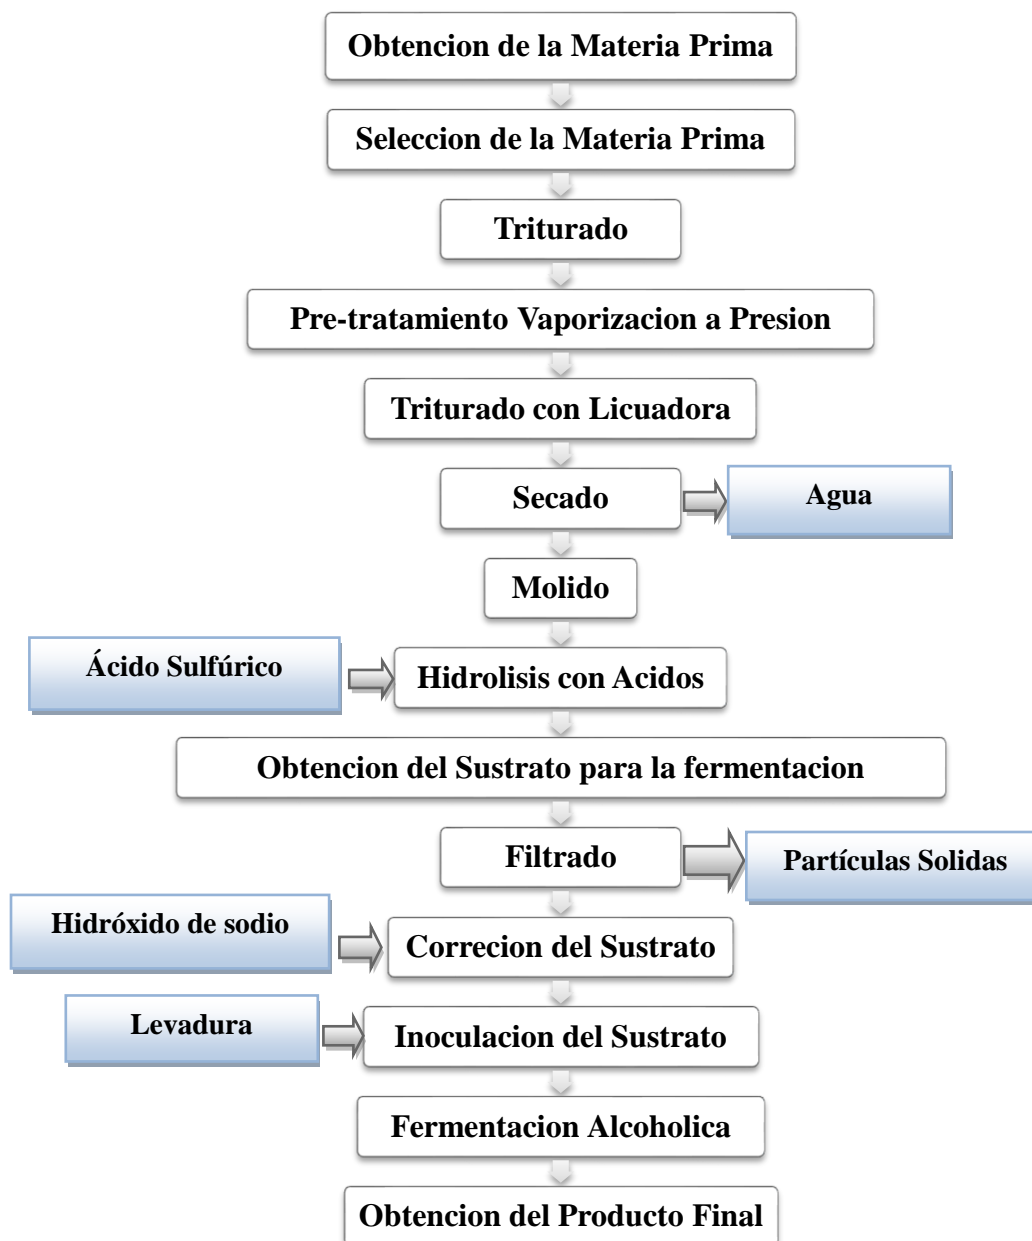 Obtencion de la Materia Prima
Seleccion de la Materia Prima
Triturado
Pre-tratamiento Vaporizacion a Presion
Triturado con Licuadora
Secado
Agua
Molido
Ácido Sulfúrico
Hidrolisis con Acidos
Obtencion del Sustrato para la fermentacion
Filtrado
Partículas Solidas
Hidróxido de sodio
Correcion del Sustrato
Levadura
Inoculacion del Sustrato
Fermentacion Alcoholica
Obtencion del Producto Final